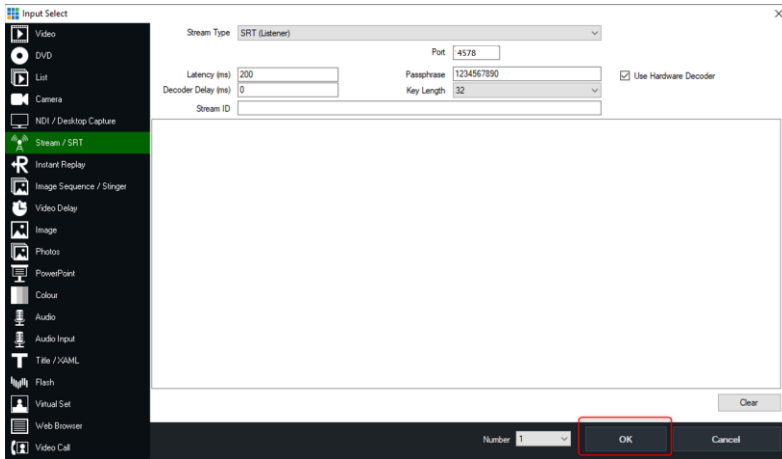 Input Select
Video
DVD
List
Camera
NDI / Desktop Capture
Stream / SRT
Instant Replay
Image Sequence / Stinger
Video Delay
Image
Photos
PowerPoint
Colour
Audio
Audio Input
Title / XAML
Flash
Virtual Set
Web Browser
Video Call
Stream Type SRT (Listener)
Port 4578
Latency (ms) 200 Passphrase 1234567890 Use Hardware Decoder
Decoder Delay (ms) 0 Key Length 32
Stream ID
Clear
Number 1 OK Cancel